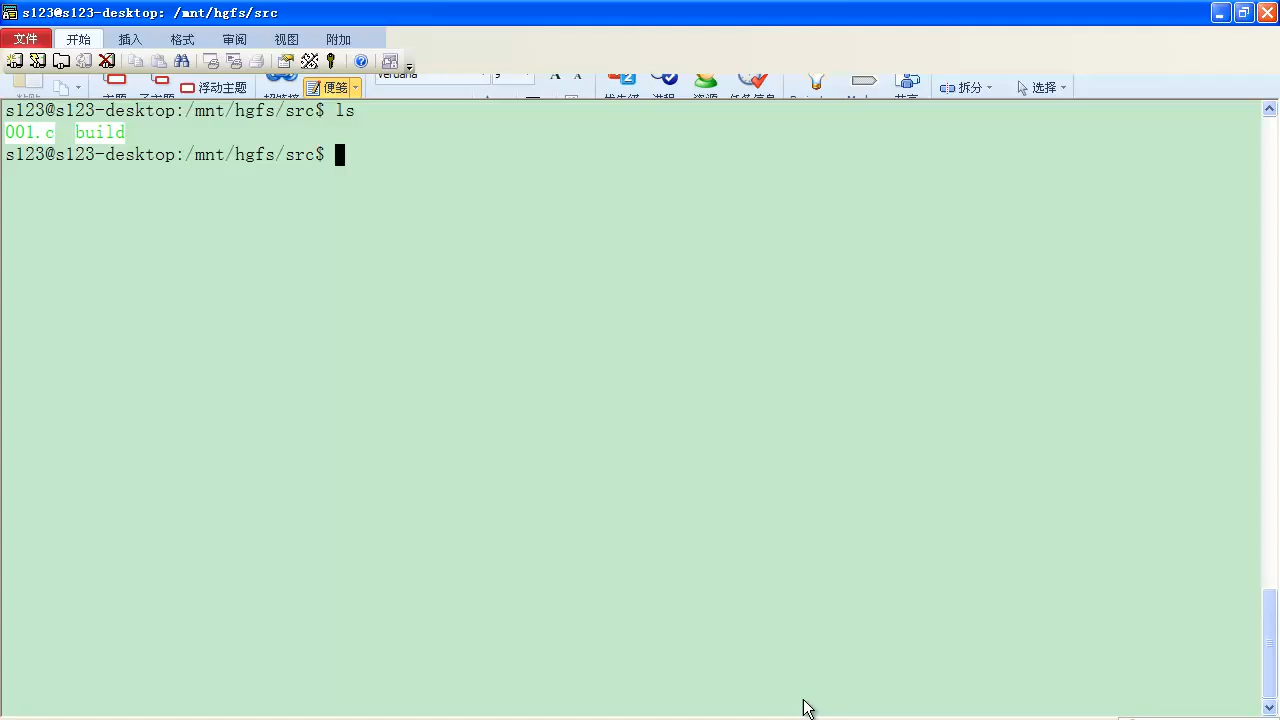 s123@s123-desktop: /mnt/hgfs/src
文件 开始 插入 格式 审阅 视图 附加
浮动主题 便笺 拆分 选择
s123@s123-desktop:/mnt/hgfs/src$ ls
001.c build
s123@s123-desktop:/mnt/hgfs/src$